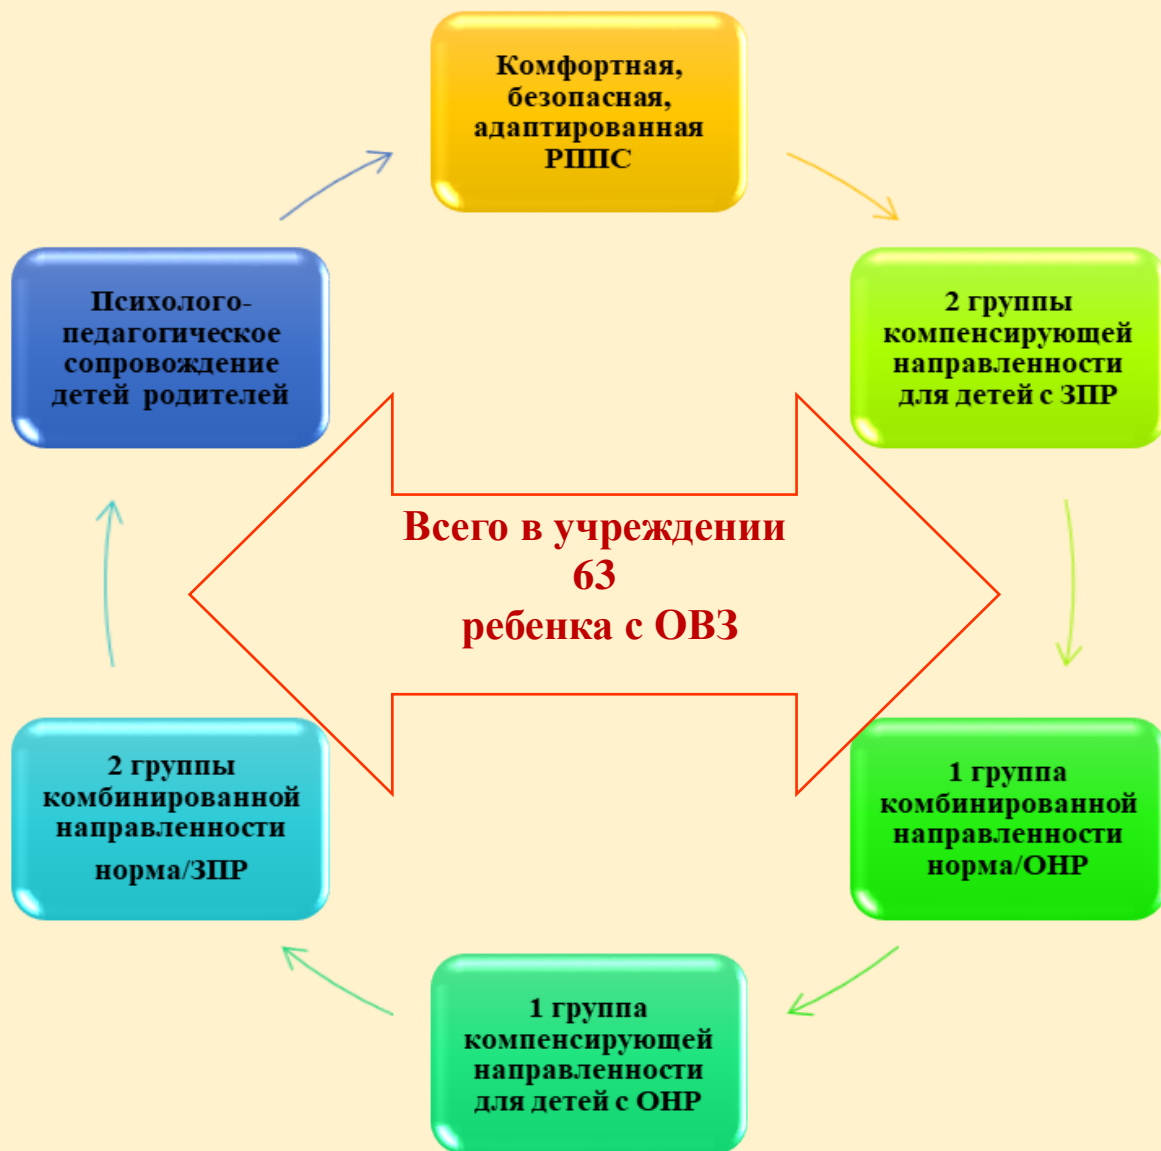 Комфортная,
безопасная,
адаптированная
РППС
2 группы
компенсирующей
направленности
для детей с ЗПР
1 группа
комбинированной
направленности
норма/ОНР
1 группа
компенсирующей
направленности
для детей с ОНР
2 группы
комбинированной
направленности
норма/ЗПР
Психолого-
педагогическое
сопровождение
детей родителей
Всего в учреждении
63
ребенка с ОВЗ